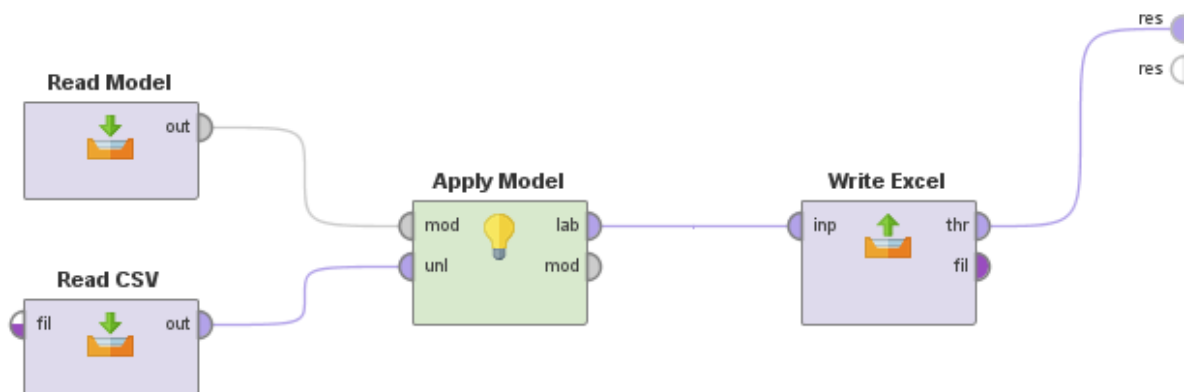 res
res
Read Model
out
Apply Model
mod
lab
unl
mod
Write Excel
inp
thr
fil
Read CSV
fil
out